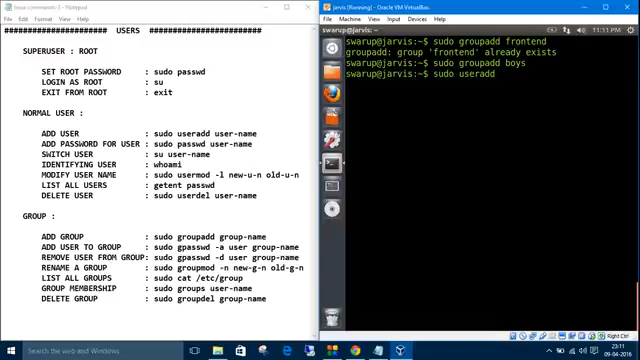 linux commands-3 - Notepad
File Edit Format View Help
###################### USERS ########################
SUPERUSER : ROOT
SET ROOT PASSWORD : sudo passwd
LOGIN AS ROOT : su
EXIT FROM ROOT : exit
NORMAL USER :
ADD USER : sudo useradd user-name
ADD PASSWORD FOR USER : sudo passwd user-name
SWITCH USER : su user-name
IDENTIFYING USER : whoami
MODIFY USER NAME : sudo usermod -l new-u-n old-u-n
LIST ALL USERS : getent passwd
DELETE USER : sudo userdel user-name
GROUP :
ADD GROUP : sudo groupadd group-name
ADD USER TO GROUP : sudo gpasswd -a user group-name
REMOVE USER FROM GROUP: sudo gpasswd -d user group-name
RENAME A GROUP : sudo groupmod -n new-g-n old-g-n
LIST ALL GROUPS : sudo cat /etc/group
GROUP MEMBERSHIP : sudo groups user-name
DELETE GROUP : sudo groupdel group-name
jarvis [Running] - Oracle VM VirtualBox
File Machine View Input Devices Help
swarup@jarvis: ~
11:11 PM
swarup@jarvis:~$ sudo groupadd frontend
groupadd: group 'frontend' already exists
swarup@jarvis:~$ sudo groupadd boys
swarup@jarvis:~$ sudo useradd
Right Ctrl
Search the web and Windows
23:11
09-04-2016